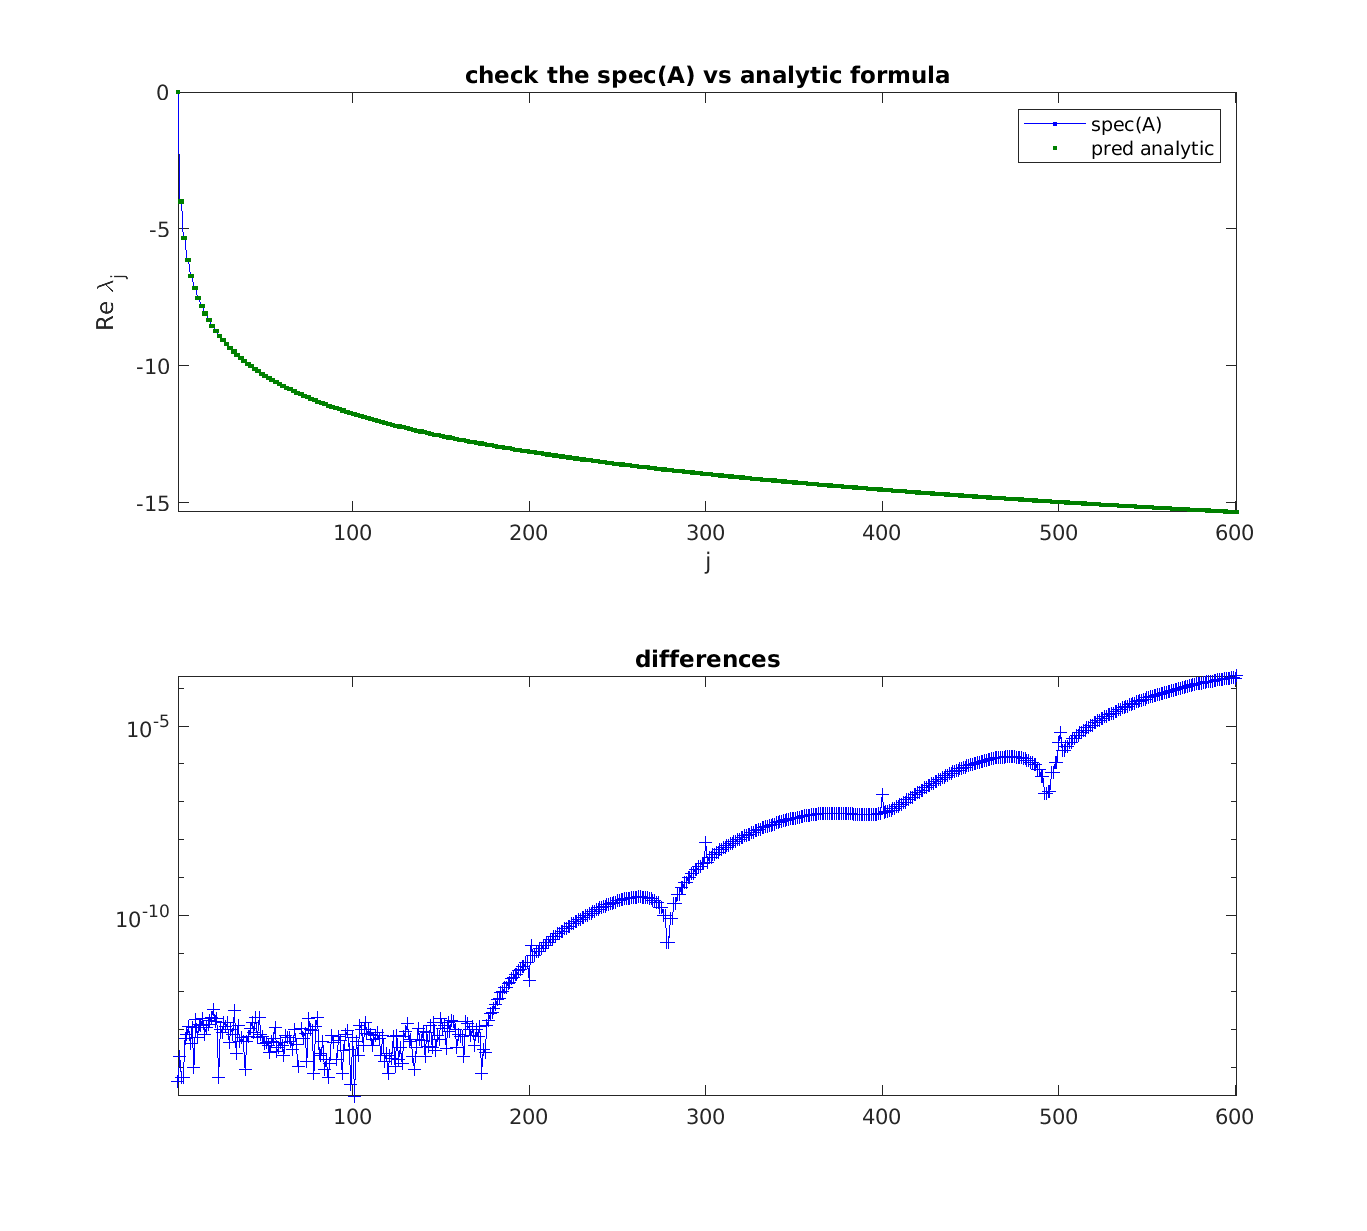 check the spec(A) vs analytic formula
0
-5
-10
-15
Re λj
spec(A)
pred analytic
100 200 300 400 500 600
j
differences
10-5
10-10
100 200 300 400 500 600